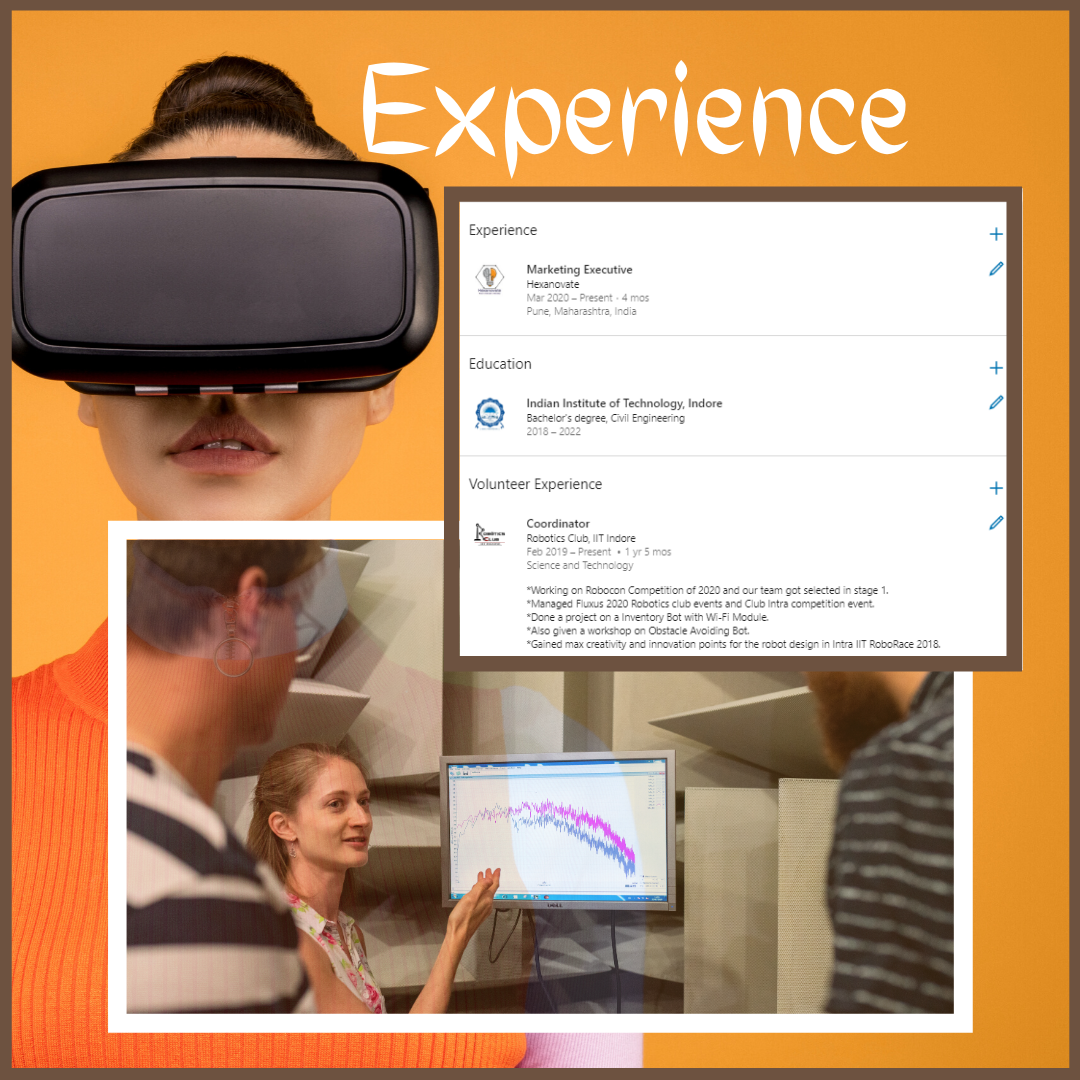 Experience
Experience
Marketing Executive
Hexanovate
Mar 2020 – Present · 4 mos
Pune, Maharashtra, India
Education
Indian Institute of Technology, Indore
Bachelor's degree, Civil Engineering
2018 – 2022
Volunteer Experience
Coordinator
Robotics Club, IIT Indore
Feb 2019 – Present • 1 yr 5 mos
Science and Technology
*Working on Robocon Competition of 2020 and our team got selected in stage 1.
*Managed Fluxus 2020 Robotics club events and Club Intra competition event.
*Done a project on a Inventory Bot with Wi-Fi Module.
*Also given a workshop on Obstacle Avoiding Bot.
*Gained max creativity and innovation points for the robot design in Intra IIT RoboRace 2018.
DELL